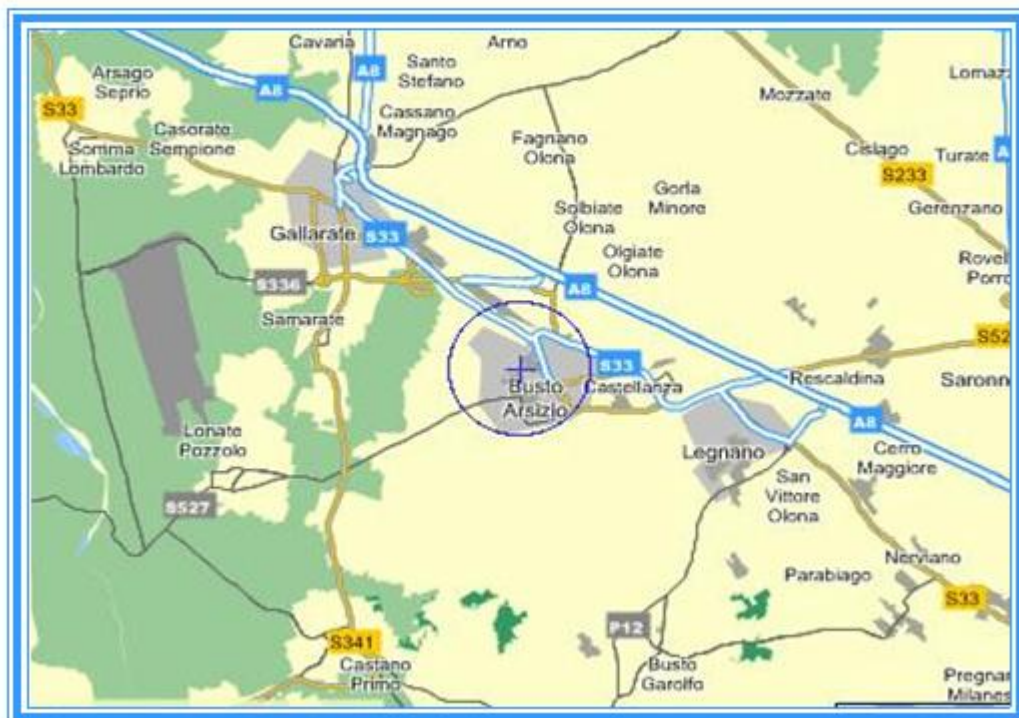 Cavaria
Arno
Arsago
Seprio
A8
A8
Santo
Stefano
Lomaz
S33
Mozzate
Cassano
Magnago
Casorate
Sempione
Somma
Lombardo
Fagnano
Olona
Cislago
Turate
A
S233
Gorla
Minore
Solbiate
Olona
Gerenzano
Gallarate
S33
Olgiate
Olona
Rovell
Porro
S336
A8
Samarate
S52
S33
Busto
Arsizio
Castellanza
Rescaldina
Saronn
Lonate
Pozzolo
A8
Legnano
Cerro
Maggiore
San
Vittore
Olona
S527
Nerviano
Parabiago
S33
P12
S341
Castano
Primo
Busto
Garolfo
Pregnan
Milanes